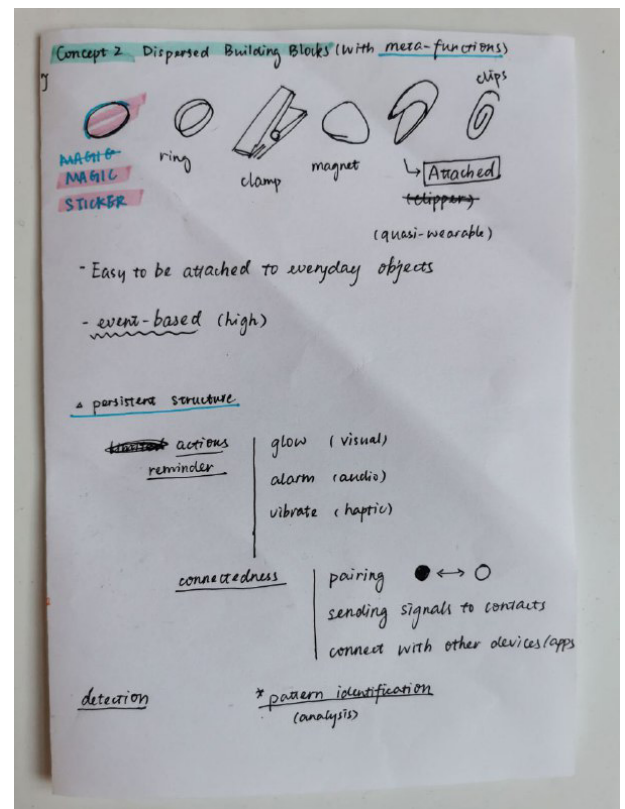 Concept 2 Dispersed Building Blocks (with meta-functions)
clips
MAGIC
MAGIC
STICKER
ring
clamp
magnet
Attached
(clipper)
(quasi-wearable)
- Easy to be attached to everyday objects
- event-based (high)
persistent structure
actions
reminder
glow (visual)
alarm (audio)
vibrate (haptic)
connectedness
pairing
sending signals to contacts
connect with other devices/apps
detection
* pattern identification
(analysis)